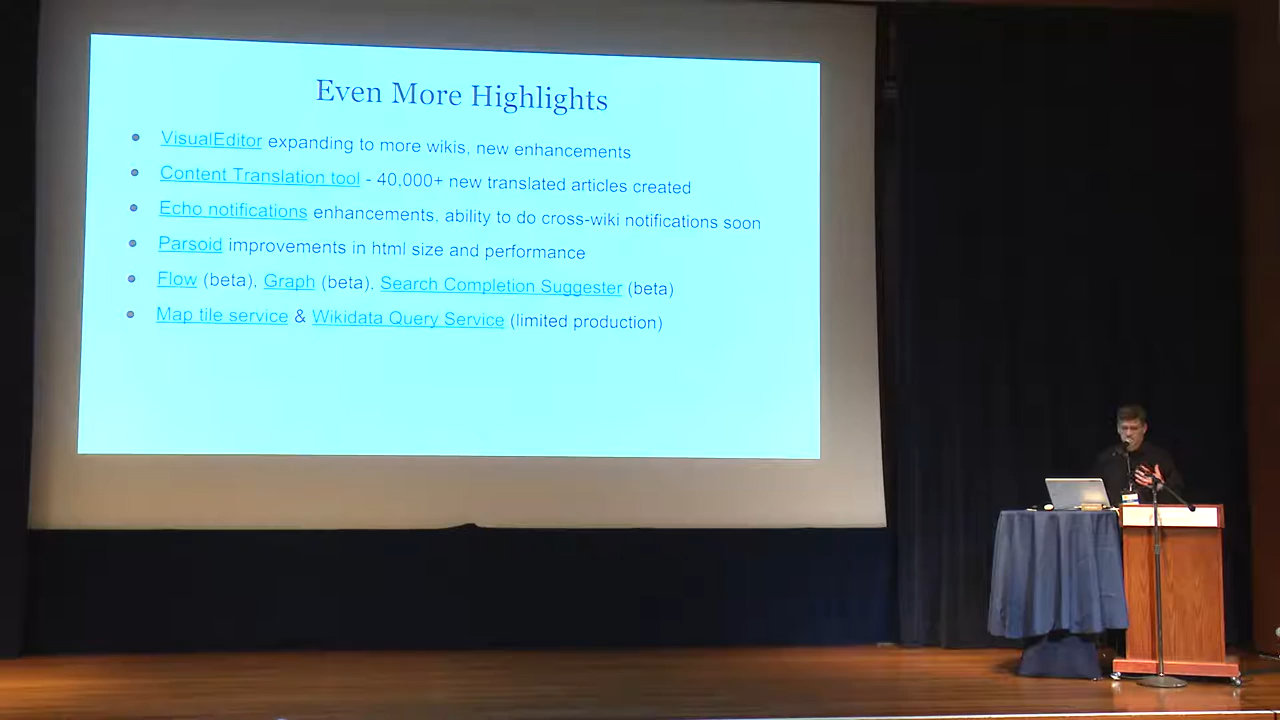 Even More Highlights
VisualEditor expanding to more wikis, new enhancements
Content Translation tool - 40,000+ new translated articles created
Echo notifications enhancements, ability to do cross-wiki notifications soon
Parsoid improvements in html size and performance
Flow (beta), Graph (beta), Search Completion Suggester (beta)
Map tile service & Wikidata Query Service (limited production)